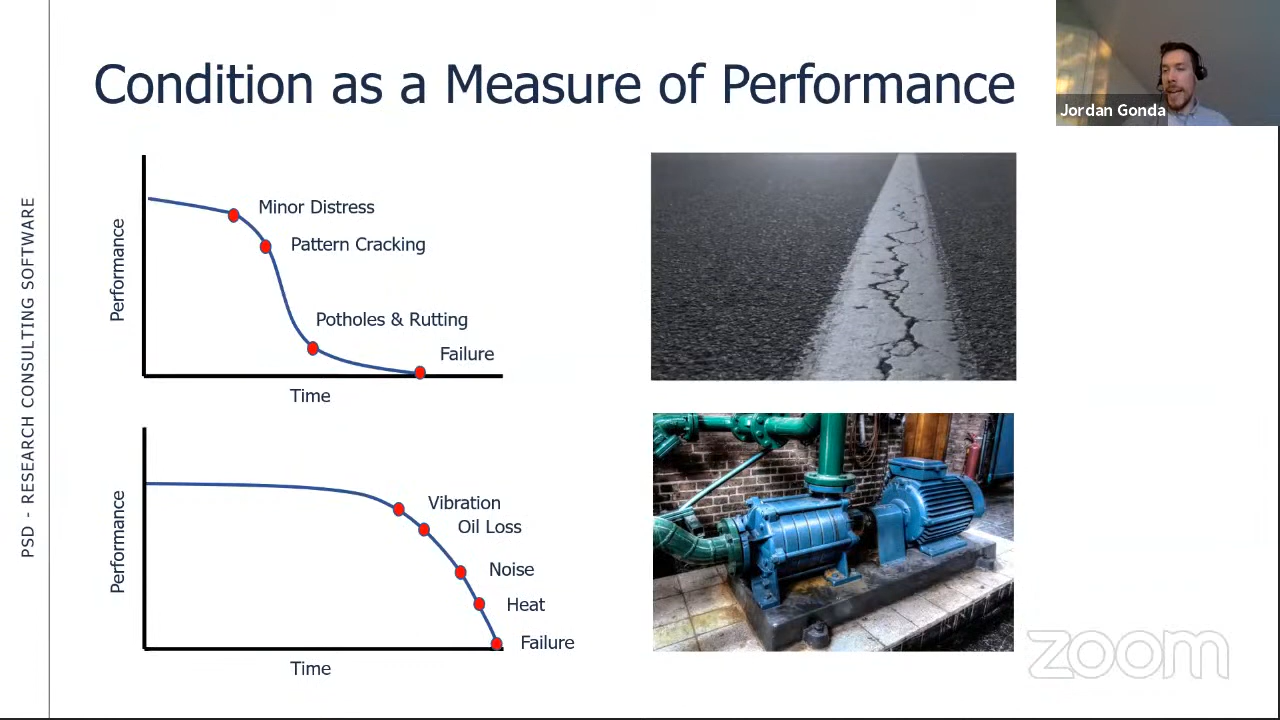 Condition as a Measure of Performance
Jordan Gonda
PSD - RESEARCH CONSULTING SOFTWARE
Performance
Minor Distress
Pattern Cracking
Potholes & Rutting
Failure
Time
Performance
Vibration
Oil Loss
Noise
Heat
Failure
Time
zoom